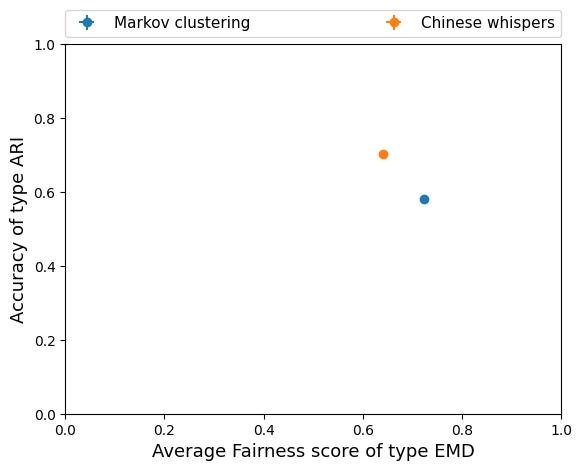 Markov clustering Chinese whispers
1.0
0.8
0.6
0.4
0.2
0.0
Accuracy of type ARI
0.0 0.2 0.4 0.6 0.8 1.0
Average Fairness score of type EMD